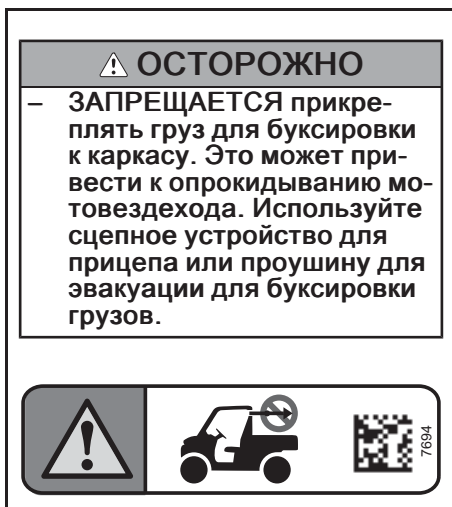 ⚠ ОСТОРОЖНО
– ЗАПРЕЩАЕТСЯ прикре-
плять груз для буксировки
к каркасу. Это может при-
вести к опрокидыванию мо-
товездехода. Используйте
сцепное устройство для
прицепа или проушину для
эвакуации для буксировки
грузов.
7694